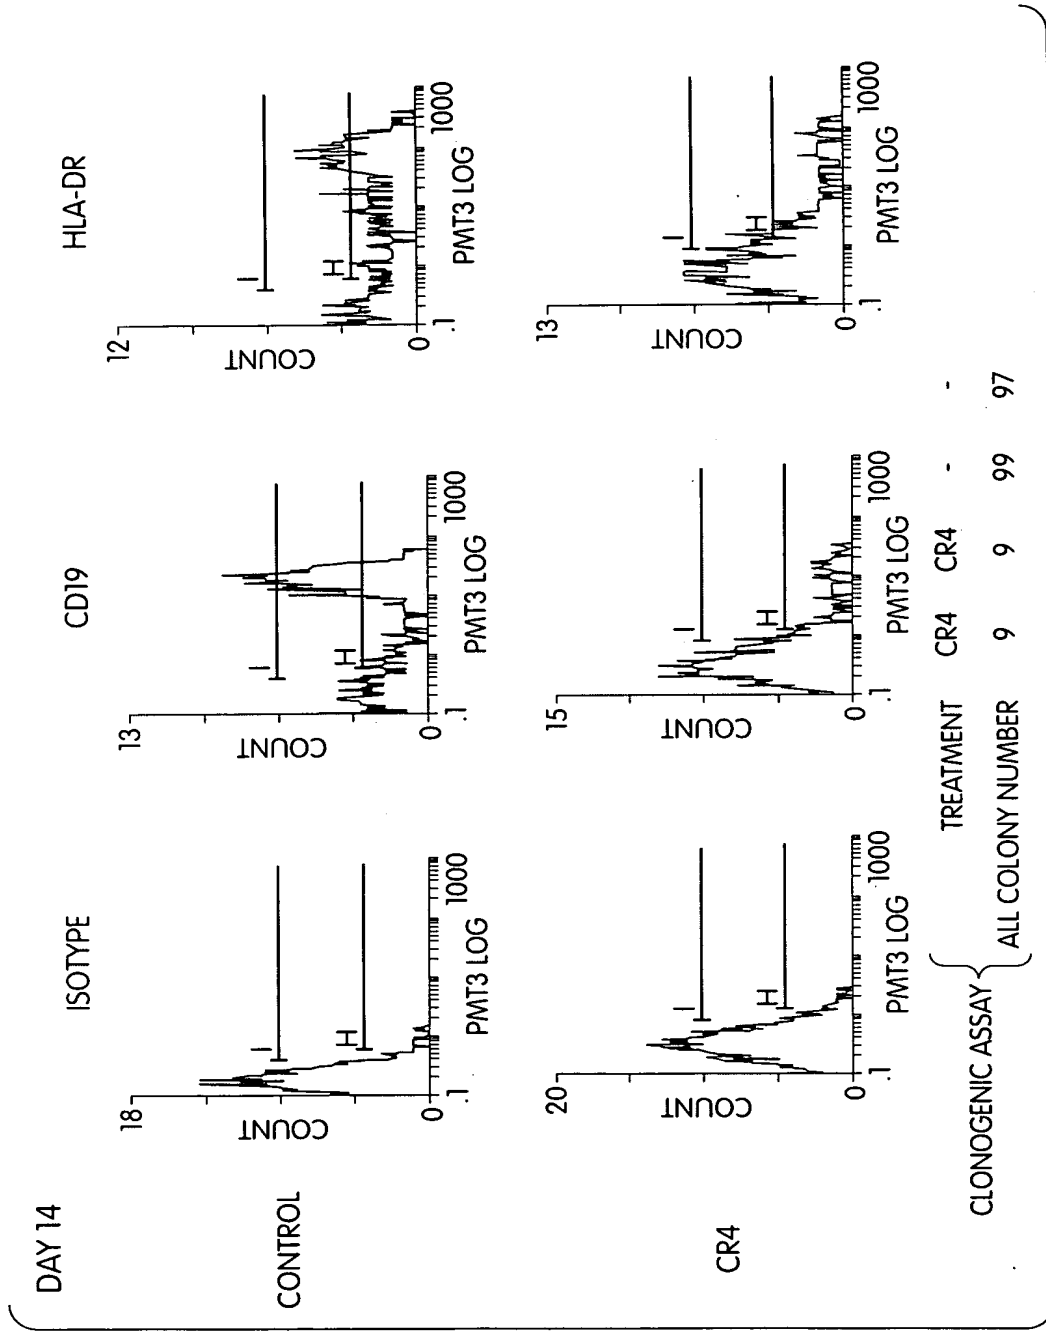 DAY 14
ISOTYPE CD19 HLA-DR
CONTROL
18
COUNT
0
.1 1000
PMT3 LOG
I
H
13
COUNT
0
.1 1000
PMT3 LOG
I
H
12
COUNT
0
.1 1000
PMT3 LOG
I
H
CR4
20
COUNT
0
.1 1000
PMT3 LOG
I
H
15
COUNT
0
.1 1000
PMT3 LOG
I
H
13
COUNT
0
.1 1000
PMT3 LOG
I
H
CLONOGENIC ASSAY
TREATMENT CR4 CR4 - -
ALL COLONY NUMBER 9 9 99 97